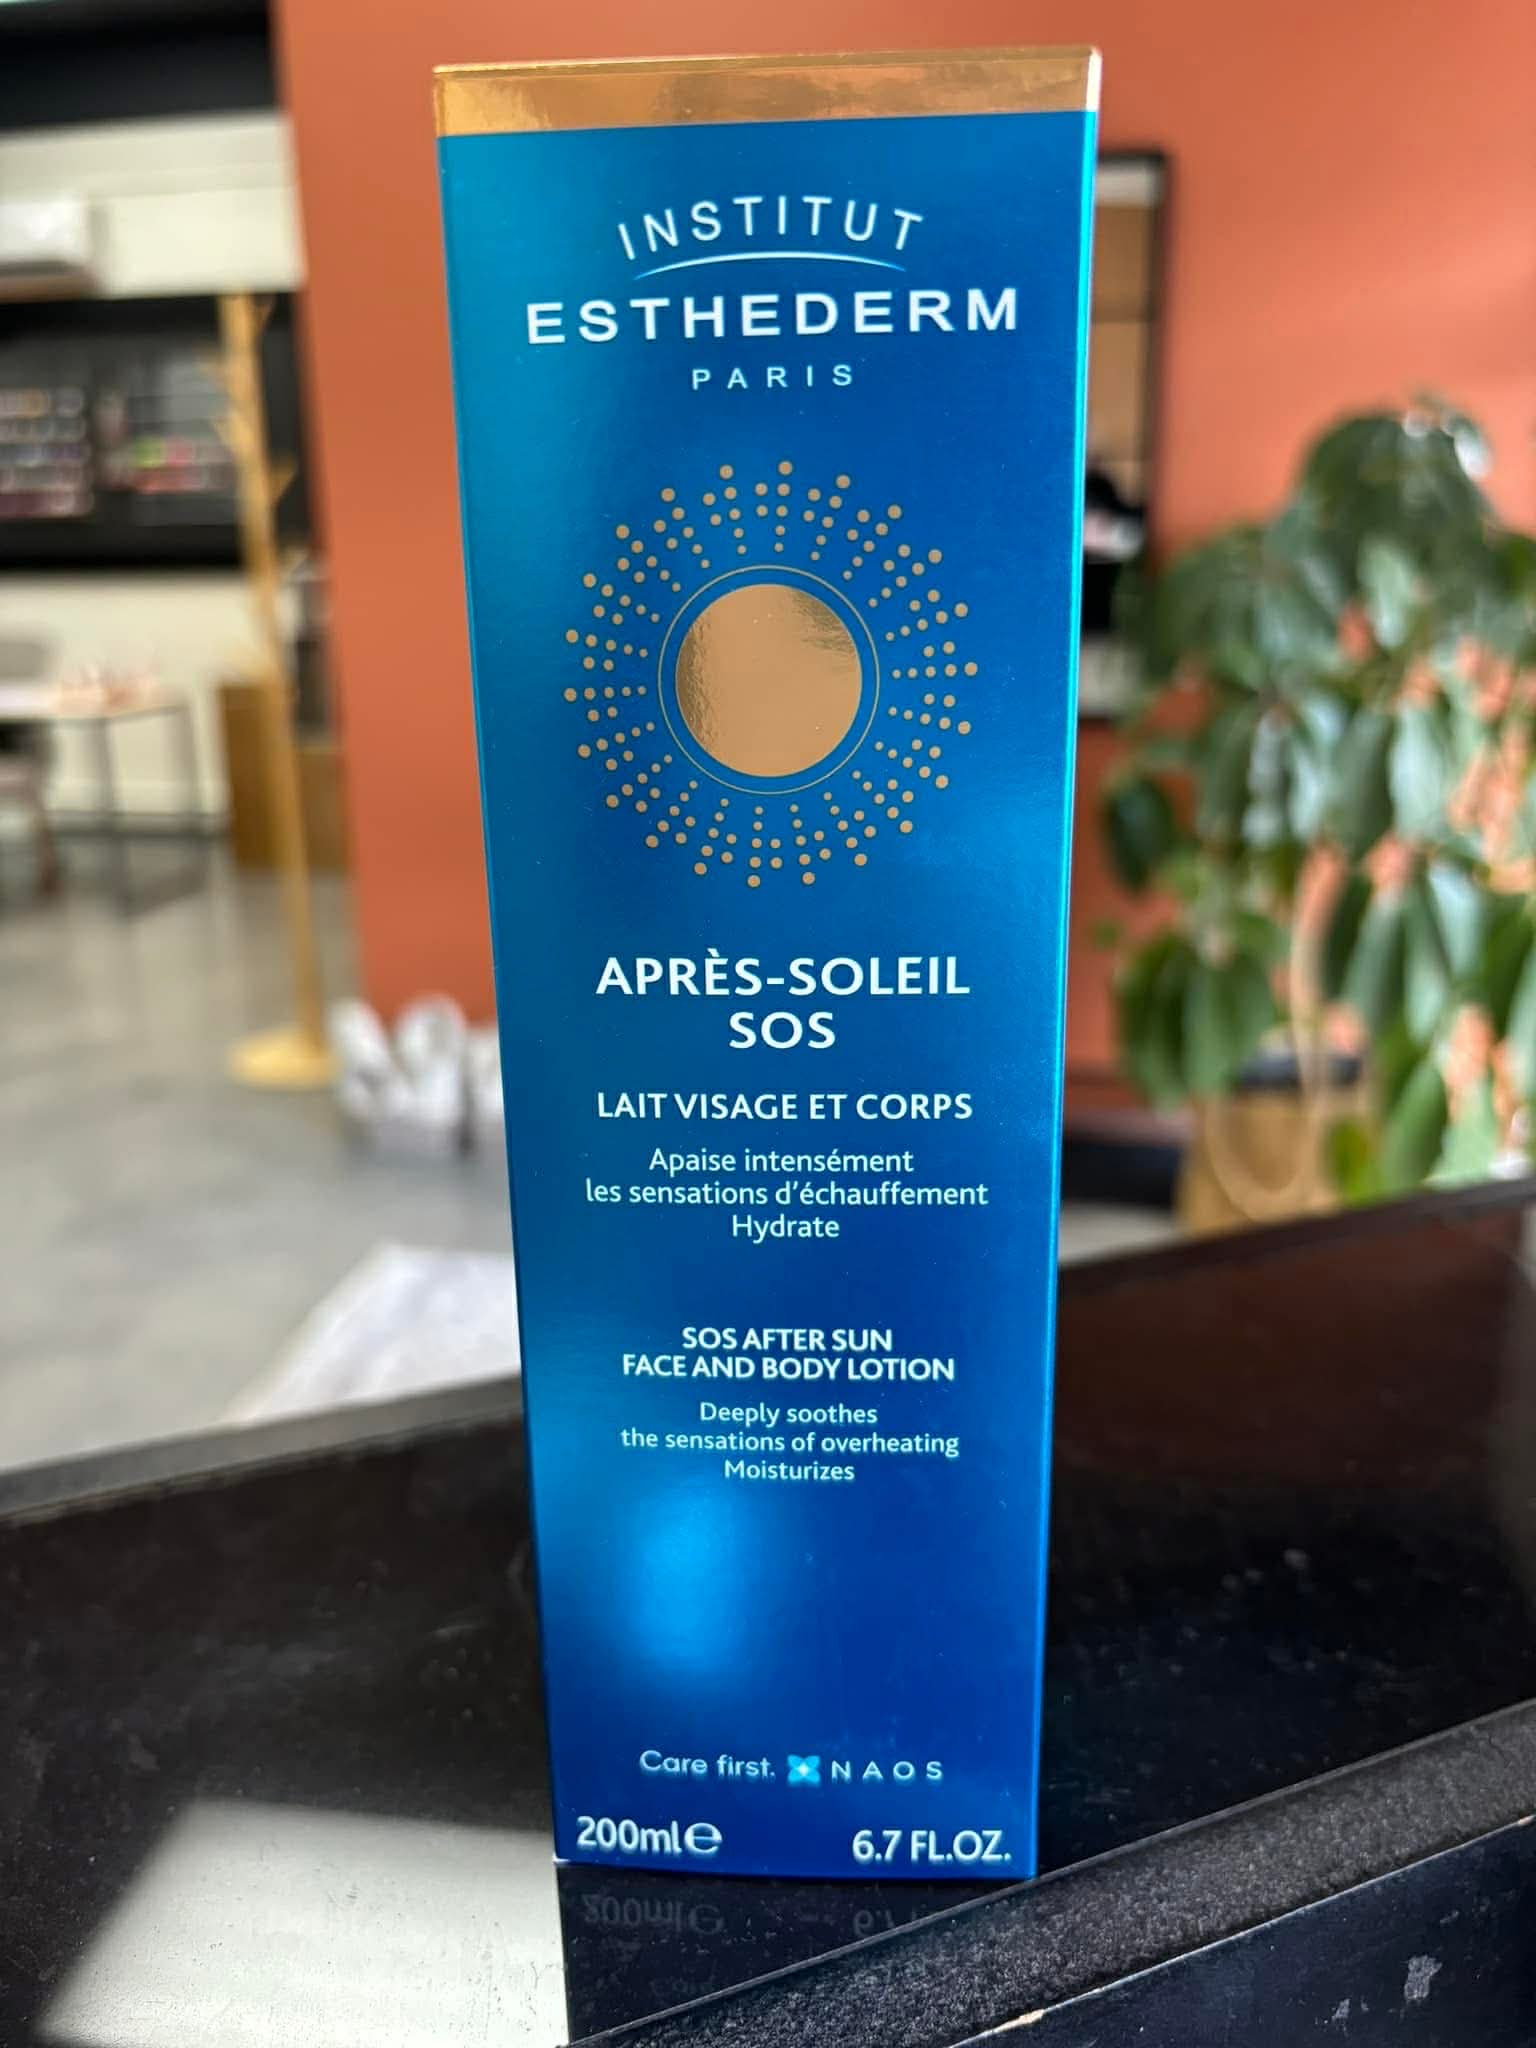 INSTITUT
ESTHEDERM
PARIS
APRÈS-SOLEIL
SOS
LAIT VISAGE ET CORPS
Apaise intensément
les sensations d'échauffement
Hydrate
SOS AFTER SUN
FACE AND BODY LOTION
Deeply soothes
the sensations of overheating
Moisturizes
Care first. NAOS
200ml℮ 6.7 FL.OZ.